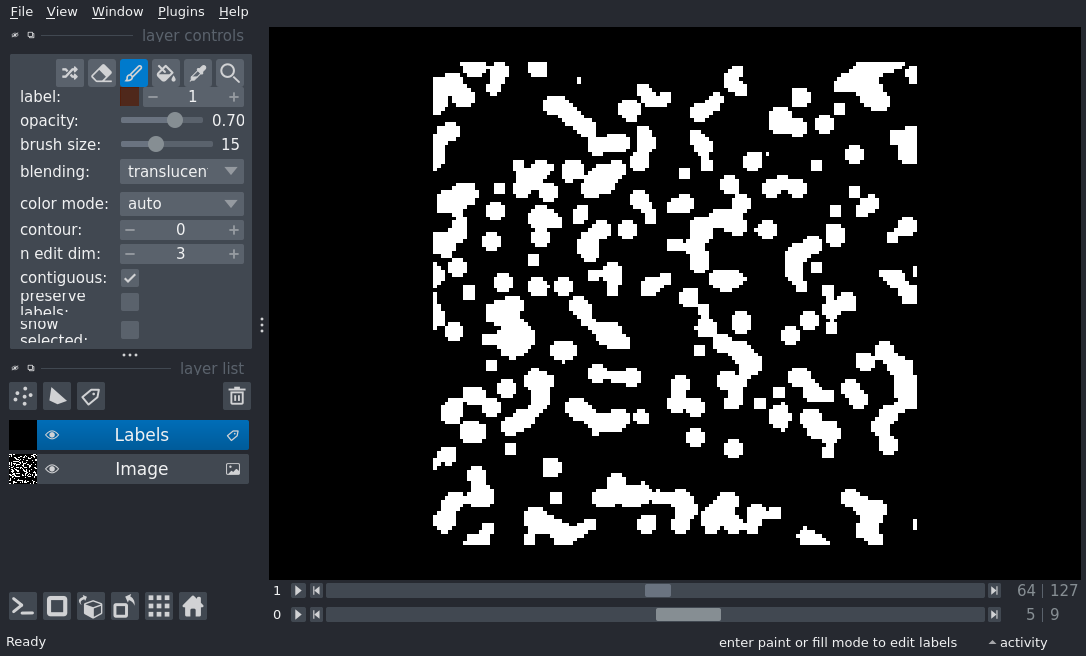 File View Window Plugins Help
layer controls
label: 1
opacity: 0.70
brush size: 15
blending: translucen
color mode: auto
contour: 0
n edit dim: 3
contiguous:
preserve
labels:
show
selected:
layer list
Labels
Image
1 64 | 127
0 5 | 9
Ready enter paint or fill mode to edit labels activity